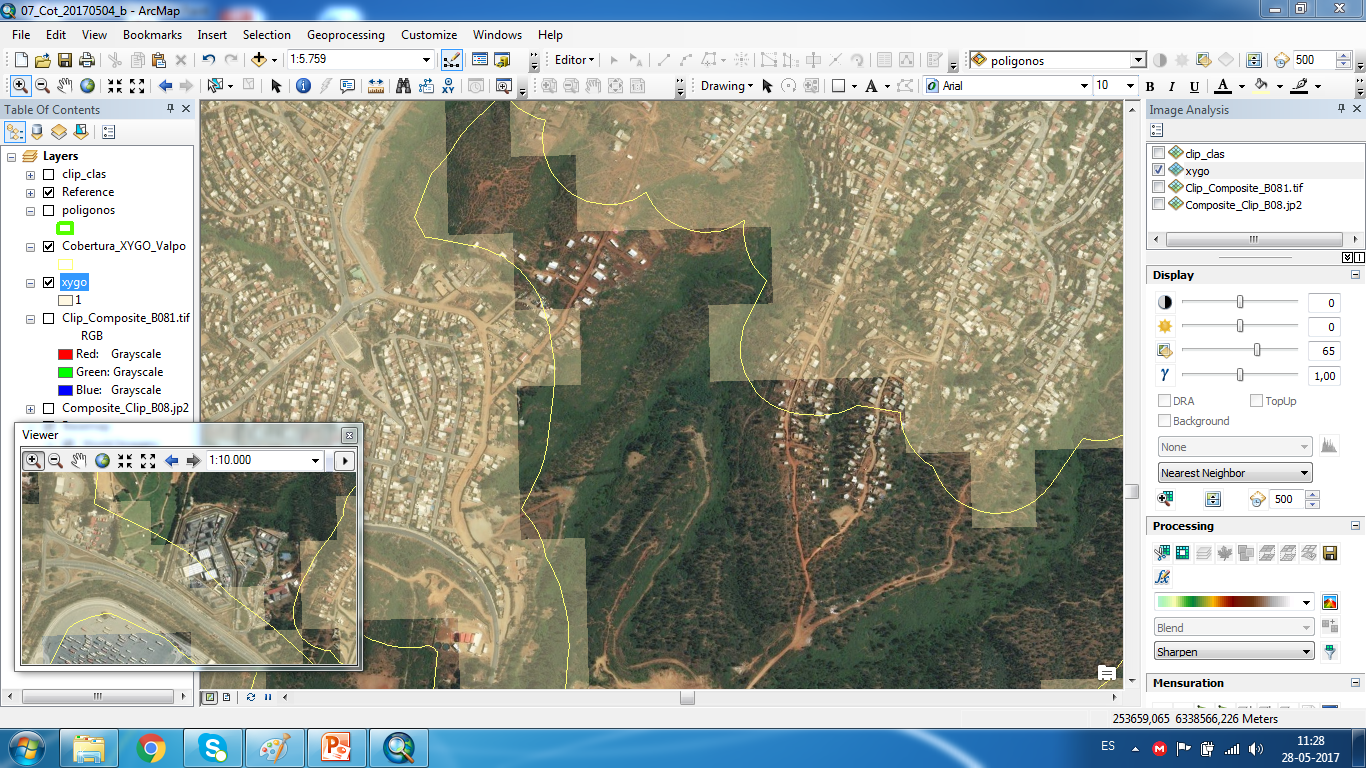 07_Cot_20170504_b - ArcMap
File Edit View Bookmarks Insert Selection Geoprocessing Customize Windows Help
1:5.759 Editor poligonos 500
Drawing A Arial 10 B I U A
Table Of Contents
Layers
clip_clas
Reference
poligonos
Cobertura_XYGO_Valpo
xygo
1
Clip_Composite_B081.tif
RGB
Red: Grayscale
Green: Grayscale
Blue: Grayscale
Composite_Clip_B08.jp2
Viewer
1:10.000
Image Analysis
clip_clas
xygo
Clip_Composite_B081.tif
Composite_Clip_B08.jp2
Display
0
0
65
γ 1,00
DRA TopUp
Background
None
Nearest Neighbor
500
Processing
fx
Blend
Sharpen
Mensuration
253659,065 6338566,226 Meters
ES 11:28
28-05-2017